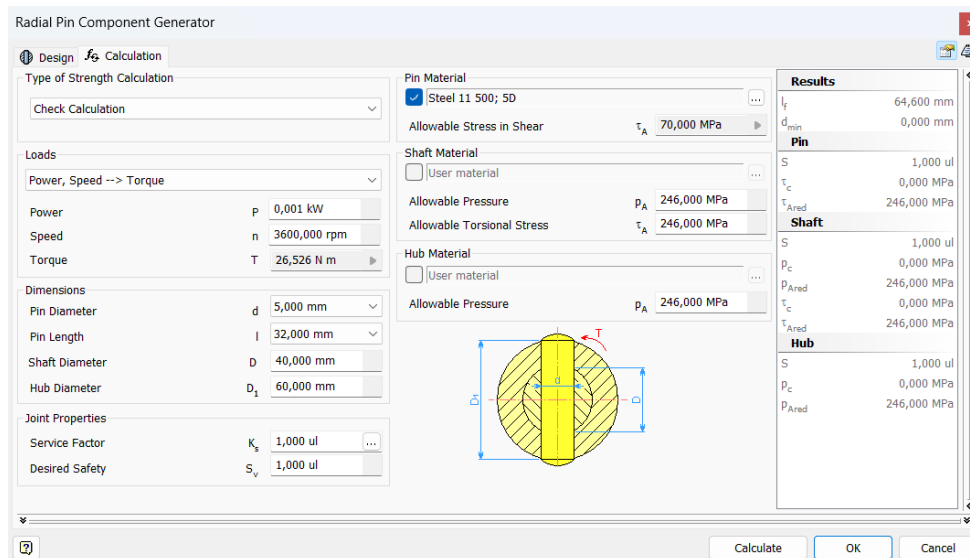 Radial Pin Component Generator
Design
Calculation
Type of Strength Calculation
Check Calculation
Loads
Power, Speed --> Torque
Power P 0,001 kW
Speed n 3600,000 rpm
Torque T 26,526 N m
Dimensions
Pin Diameter d 5,000 mm
Pin Length l 32,000 mm
Shaft Diameter D 40,000 mm
Hub Diameter D1 60,000 mm
Joint Properties
Service Factor Ks 1,000 ul ...
Desired Safety Sv 1,000 ul
Pin Material
Steel 11 500; 5D ...
Allowable Stress in Shear τA 70,000 MPa
Shaft Material
User material ...
Allowable Pressure pA 246,000 MPa
Allowable Torsional Stress τA 246,000 MPa
Hub Material
User material ...
Allowable Pressure pA 246,000 MPa
T
D1
d
D
Results
lf 64,600 mm
dmin 0,000 mm
Pin
S 1,000 ul
τc 0,000 MPa
τAred 246,000 MPa
Shaft
S 1,000 ul
pc 0,000 MPa
pAred 246,000 MPa
τc 0,000 MPa
τAred 246,000 MPa
Hub
S 1,000 ul
pc 0,000 MPa
pAred 246,000 MPa
?
Calculate
OK
Cancel